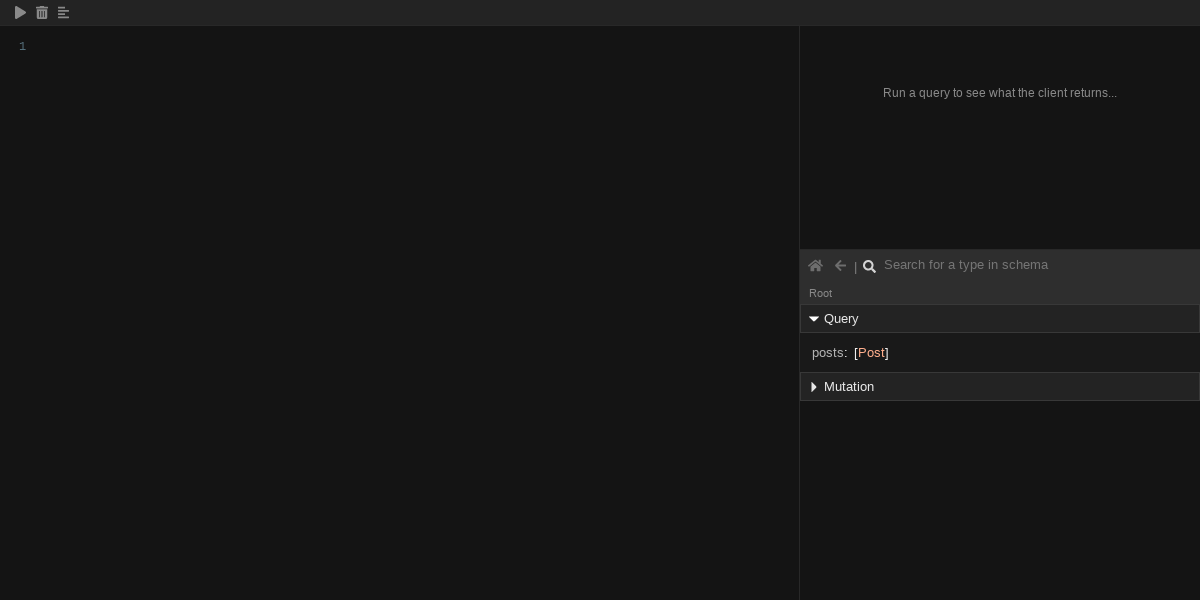 1
Run a query to see what the client returns...
| Search for a type in schema
Root
Query
posts: [Post]
Mutation